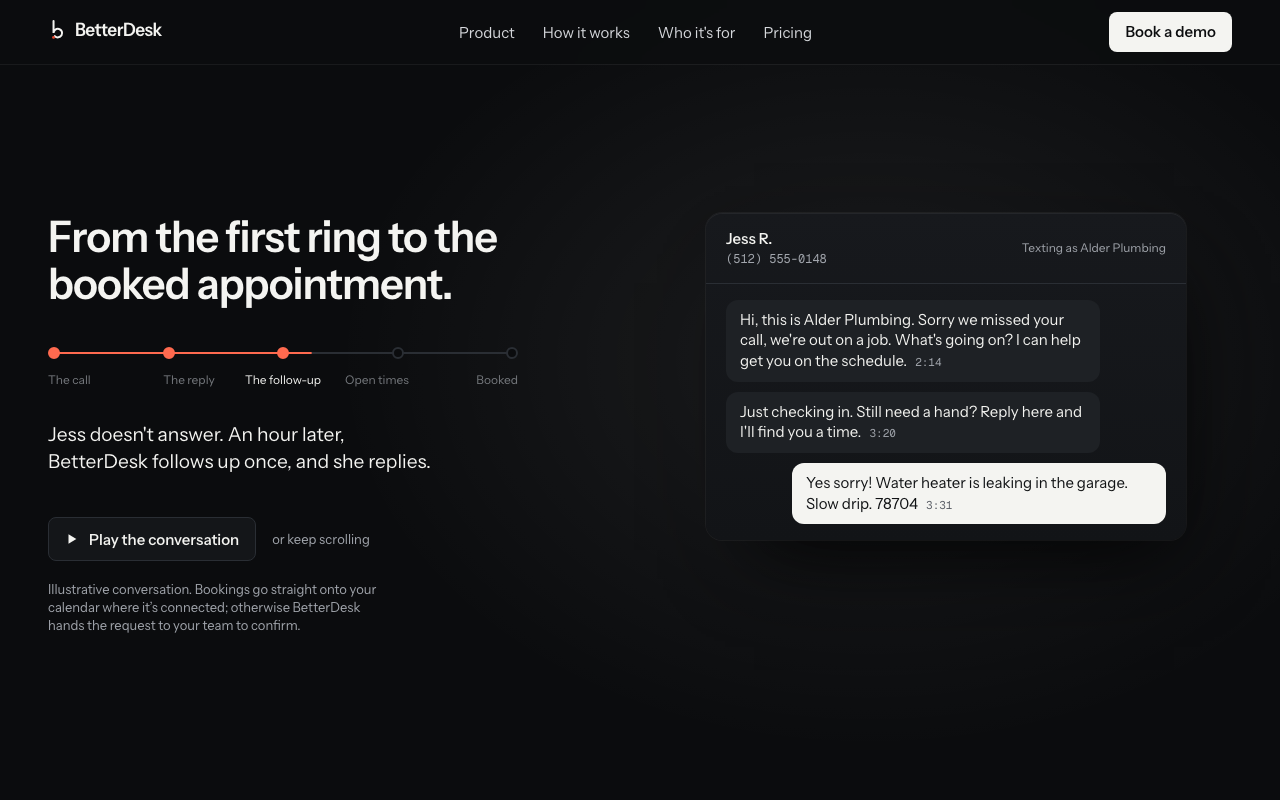 BetterDesk
Product
How it works
Who it's for
Pricing
Book a demo
From the first ring to the
booked appointment.
The call
The reply
The follow-up
Open times
Booked
Jess doesn't answer. An hour later,
BetterDesk follows up once, and she replies.
Play the conversation
or keep scrolling
Illustrative conversation. Bookings go straight onto your
calendar where it's connected; otherwise BetterDesk
hands the request to your team to confirm.
Jess R.
(512) 555-0148
Texting as Alder Plumbing
Hi, this is Alder Plumbing. Sorry we missed your
call, we're out on a job. What's going on? I can help
get you on the schedule. 2:14
Just checking in. Still need a hand? Reply here and
I'll find you a time. 3:20
Yes sorry! Water heater is leaking in the garage.
Slow drip. 78704 3:31